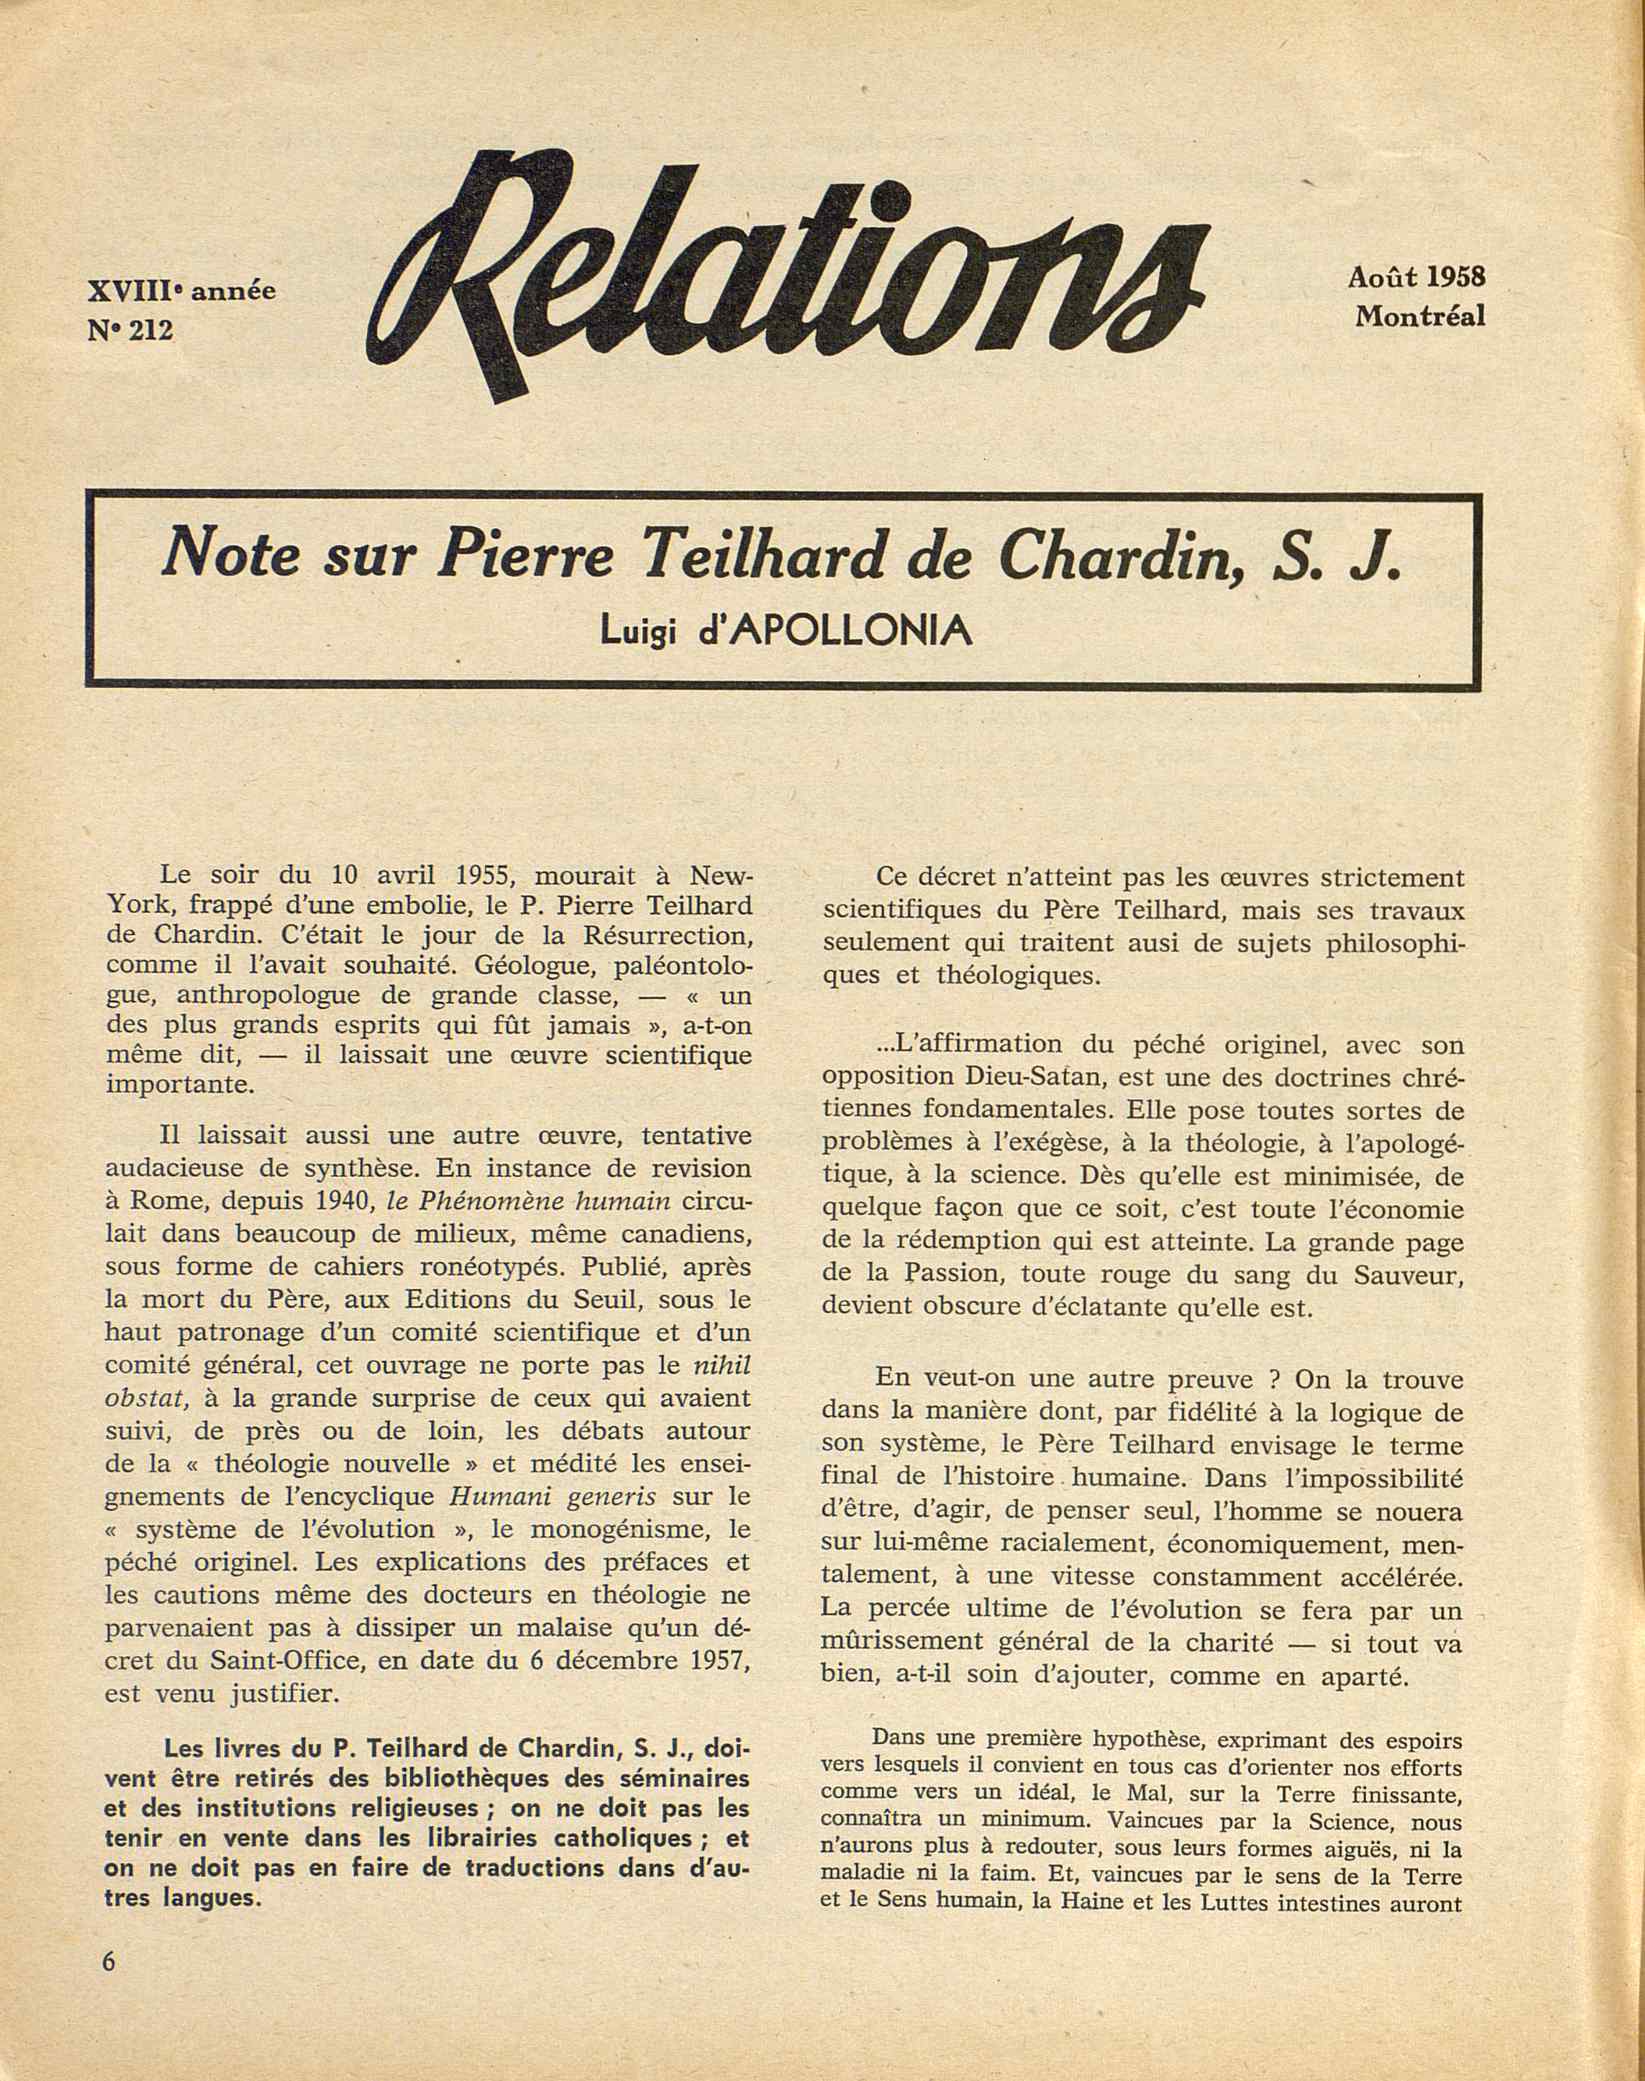 Relations
XVIIIe année
Nº 212
Août 1958
Montréal
Note sur Pierre Teilhard de Chardin, S. J.
Luigi d'APOLLONIA
Le soir du 10 avril 1955, mourait à New-
York, frappé d'une embolie, le P. Pierre Teilhard
de Chardin. C'était le jour de la Résurrection,
comme il l'avait souhaité. Géologue, paléontolo-
gue, anthropologue de grande classe, — « un
des plus grands esprits qui fût jamais », a-t-on
même dit, — il laissait une œuvre scientifique
importante.
Il laissait aussi une autre œuvre, tentative
audacieuse de synthèse. En instance de revision
à Rome, depuis 1940, le Phénomène humain circu-
lait dans beaucoup de milieux, même canadiens,
sous forme de cahiers ronéotypés. Publié, après
la mort du Père, aux Editions du Seuil, sous le
haut patronage d'un comité scientifique et d'un
comité général, cet ouvrage ne porte pas le nihil
obstat, à la grande surprise de ceux qui avaient
suivi, de près ou de loin, les débats autour
de la « théologie nouvelle » et médité les ensei-
gnements de l'encyclique Humani generis sur le
« système de l'évolution », le monogénisme, le
péché originel. Les explications des préfaces et
les cautions même des docteurs en théologie ne
parvenaient pas à dissiper un malaise qu'un dé-
cret du Saint-Office, en date du 6 décembre 1957,
est venu justifier.
Les livres du P. Teilhard de Chardin, S. J., doi-
vent être retirés des bibliothèques des séminaires
et des institutions religieuses ; on ne doit pas les
tenir en vente dans les librairies catholiques ; et
on ne doit pas en faire de traductions dans d'au-
tres langues.
Ce décret n'atteint pas les œuvres strictement
scientifiques du Père Teilhard, mais ses travaux
seulement qui traitent ausi de sujets philosophi-
ques et théologiques.
...L'affirmation du péché originel, avec son
opposition Dieu-Satan, est une des doctrines chré-
tiennes fondamentales. Elle pose toutes sortes de
problèmes à l'exégèse, à la théologie, à l'apologé-
tique, à la science. Dès qu'elle est minimisée, de
quelque façon que ce soit, c'est toute l'économie
de la rédemption qui est atteinte. La grande page
de la Passion, toute rouge du sang du Sauveur,
devient obscure d'éclatante qu'elle est.
En veut-on une autre preuve ? On la trouve
dans la manière dont, par fidélité à la logique de
son système, le Père Teilhard envisage le terme
final de l'histoire humaine. Dans l'impossibilité
d'être, d'agir, de penser seul, l'homme se nouera
sur lui-même racialement, économiquement, men-
talement, à une vitesse constamment accélérée.
La percée ultime de l'évolution se fera par un
mûrissement général de la charité — si tout va
bien, a-t-il soin d'ajouter, comme en aparté.
Dans une première hypothèse, exprimant des espoirs
vers lesquels il convient en tous cas d'orienter nos efforts
comme vers un idéal, le Mal, sur la Terre finissante,
connaîtra un minimum. Vaincues par la Science, nous
n'aurons plus à redouter, sous leurs formes aiguës, ni la
maladie ni la faim. Et, vaincues par le sens de la Terre
et le Sens humain, la Haine et les Luttes intestines auront
6